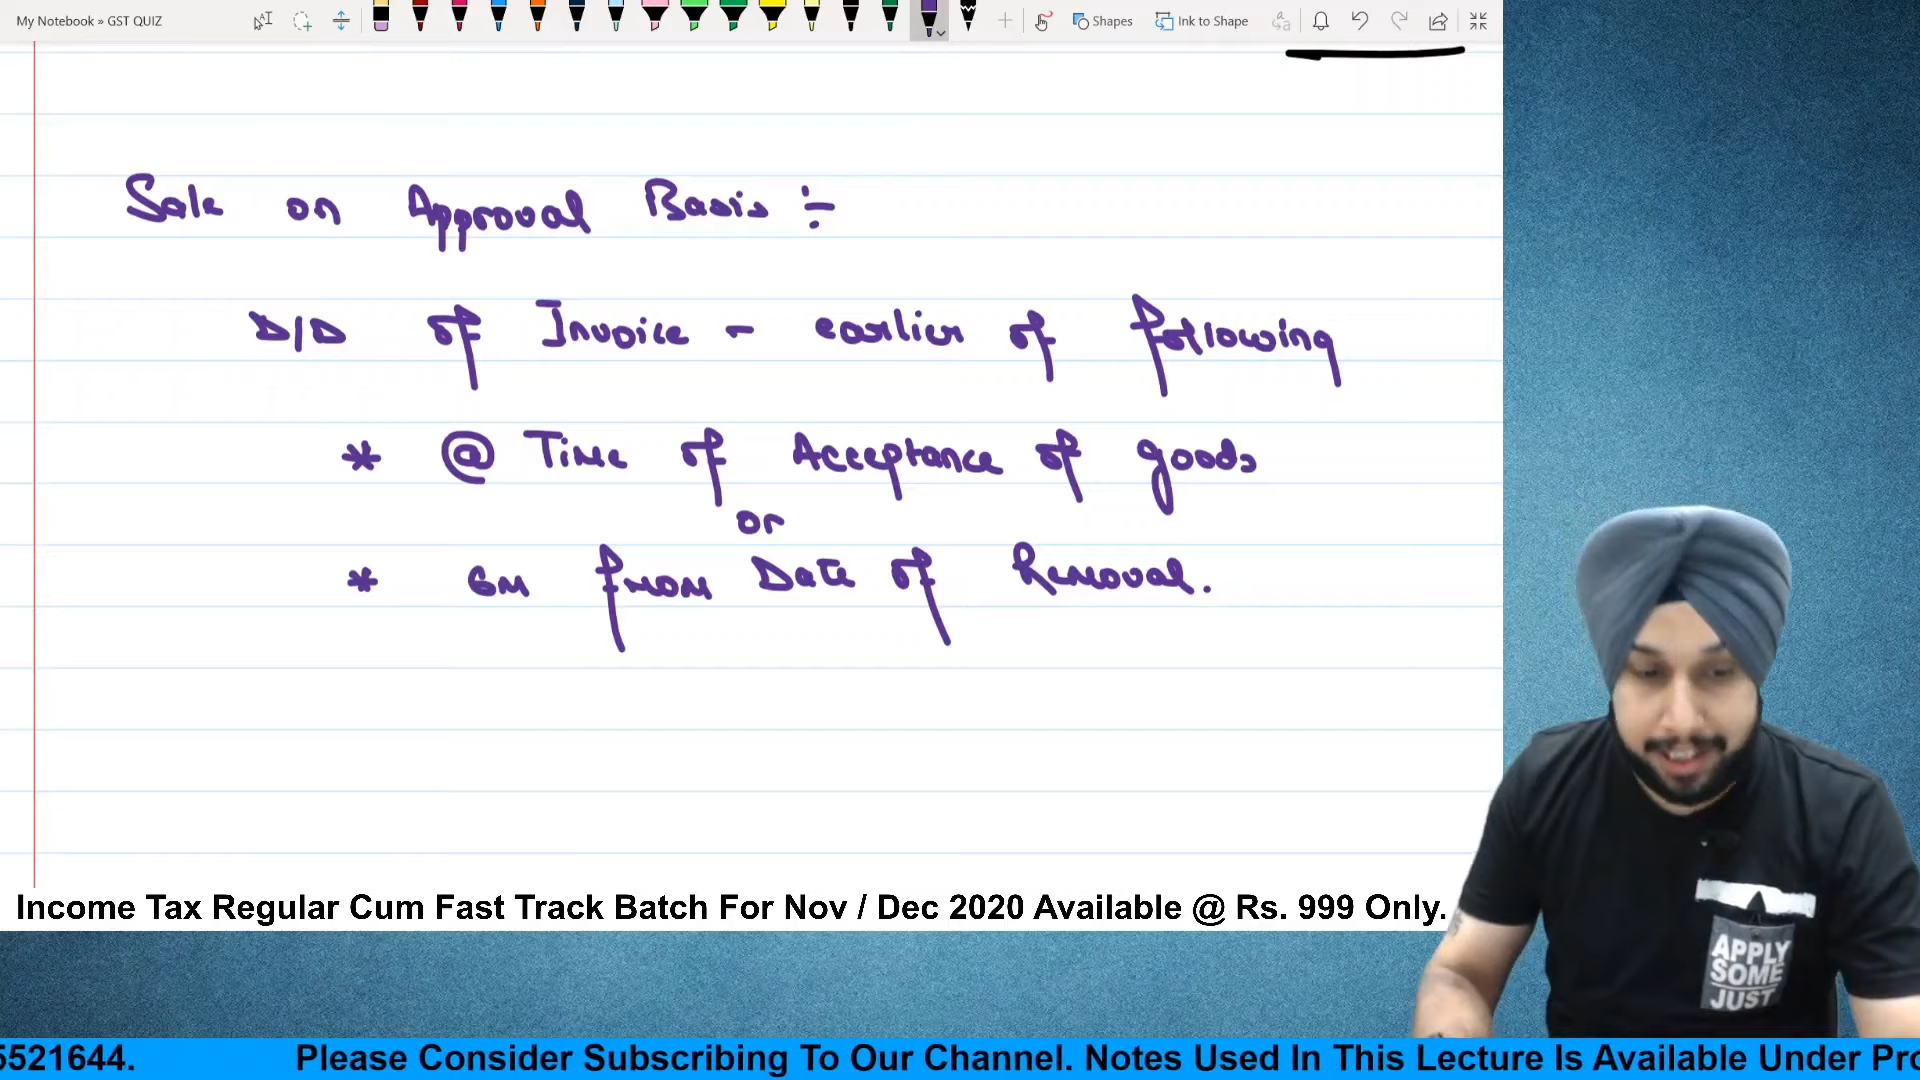 My Notebook » GST QUIZ
Shapes
Ink to Shape
Sale on Approval Basis :-
D/D of Invoice - earlier of following
* @ Time of Acceptance of goods
or
* 6M from Date of Removal.
Income Tax Regular Cum Fast Track Batch For Nov / Dec 2020 Available @ Rs. 999 Only.
APPLY
SOME
JUST
5521644. Please Consider Subscribing To Our Channel. Notes Used In This Lecture Is Available Under Pro